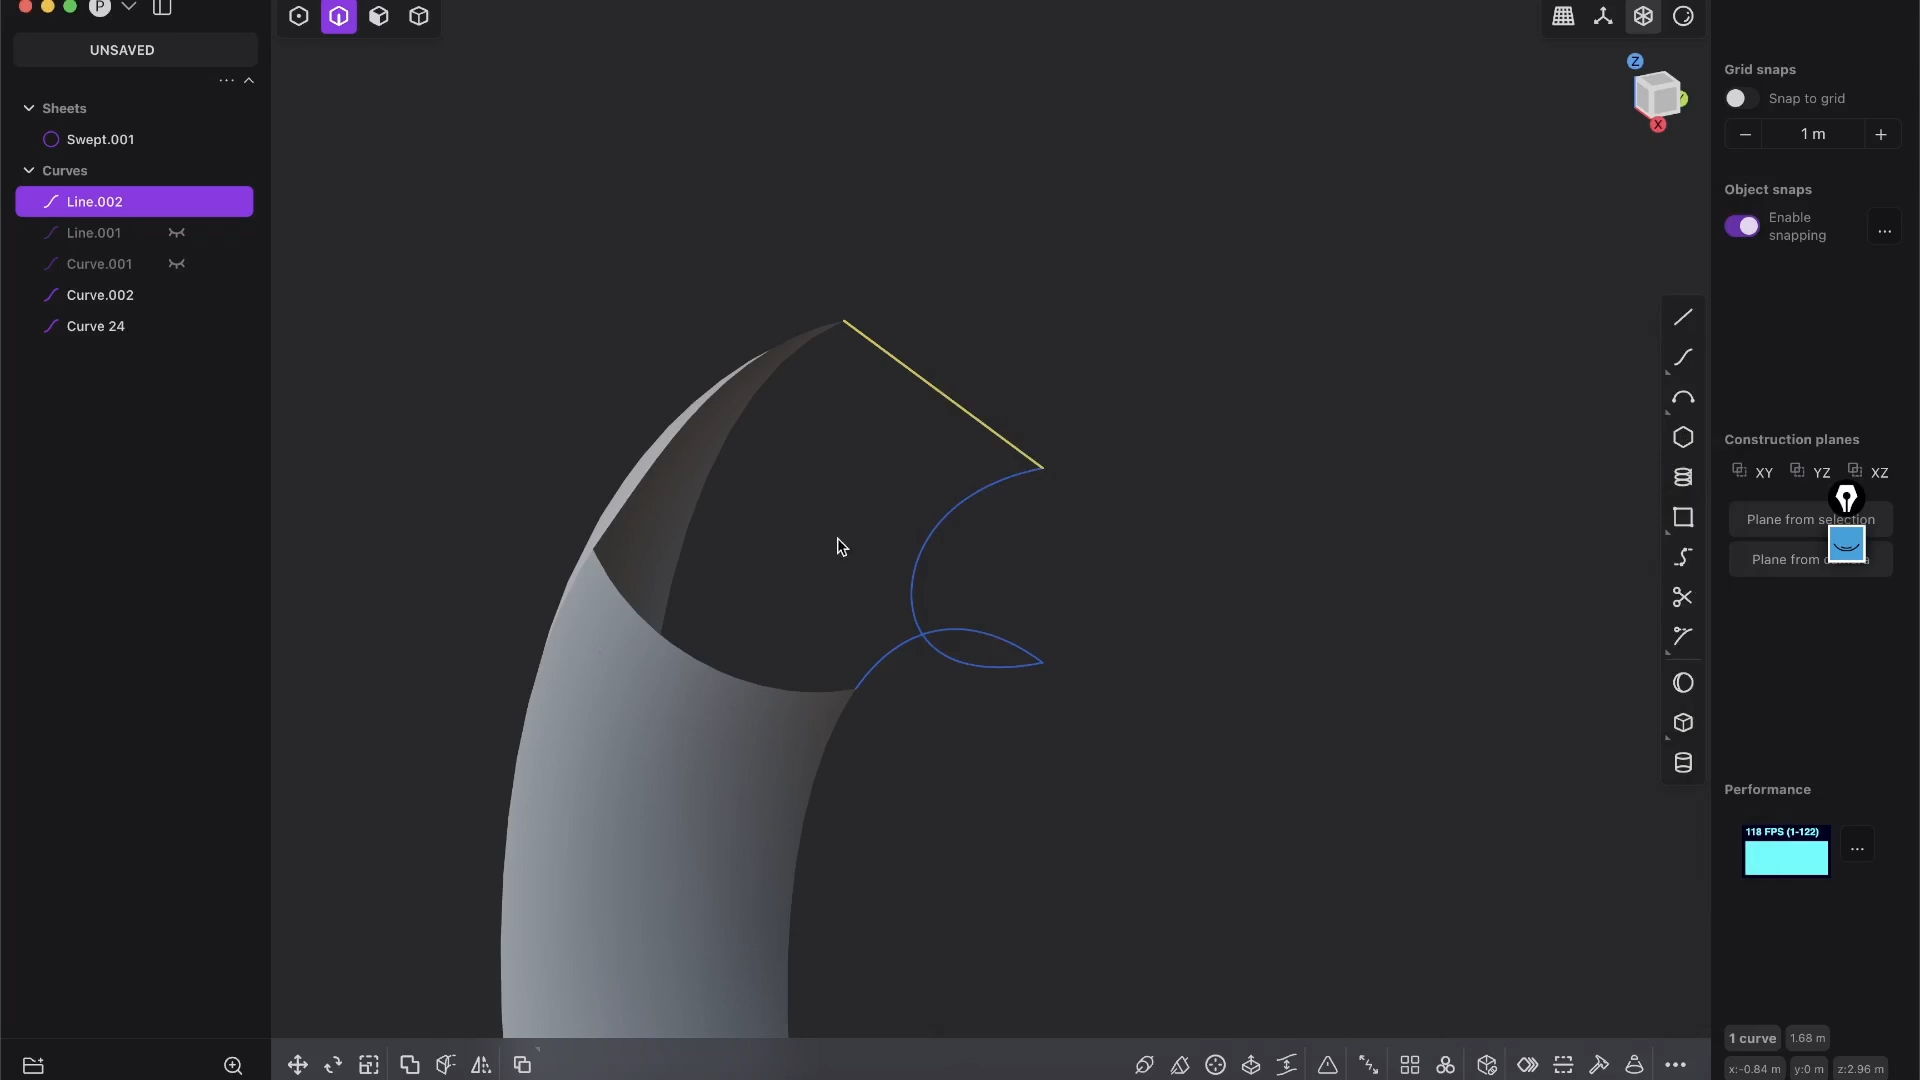 P
UNSAVED
Sheets
Swept.001
Curves
Line.002
Line.001
Curve.001
Curve.002
Curve 24
Z
X
Grid snaps
Snap to grid
1 m
Object snaps
Enable
snapping
Construction planes
XY YZ XZ
Plane from selection
Plane from
Performance
118 FPS (1-122)
1 curve 1.68 m
x:-0.84 m y:0 m z:2.96 m